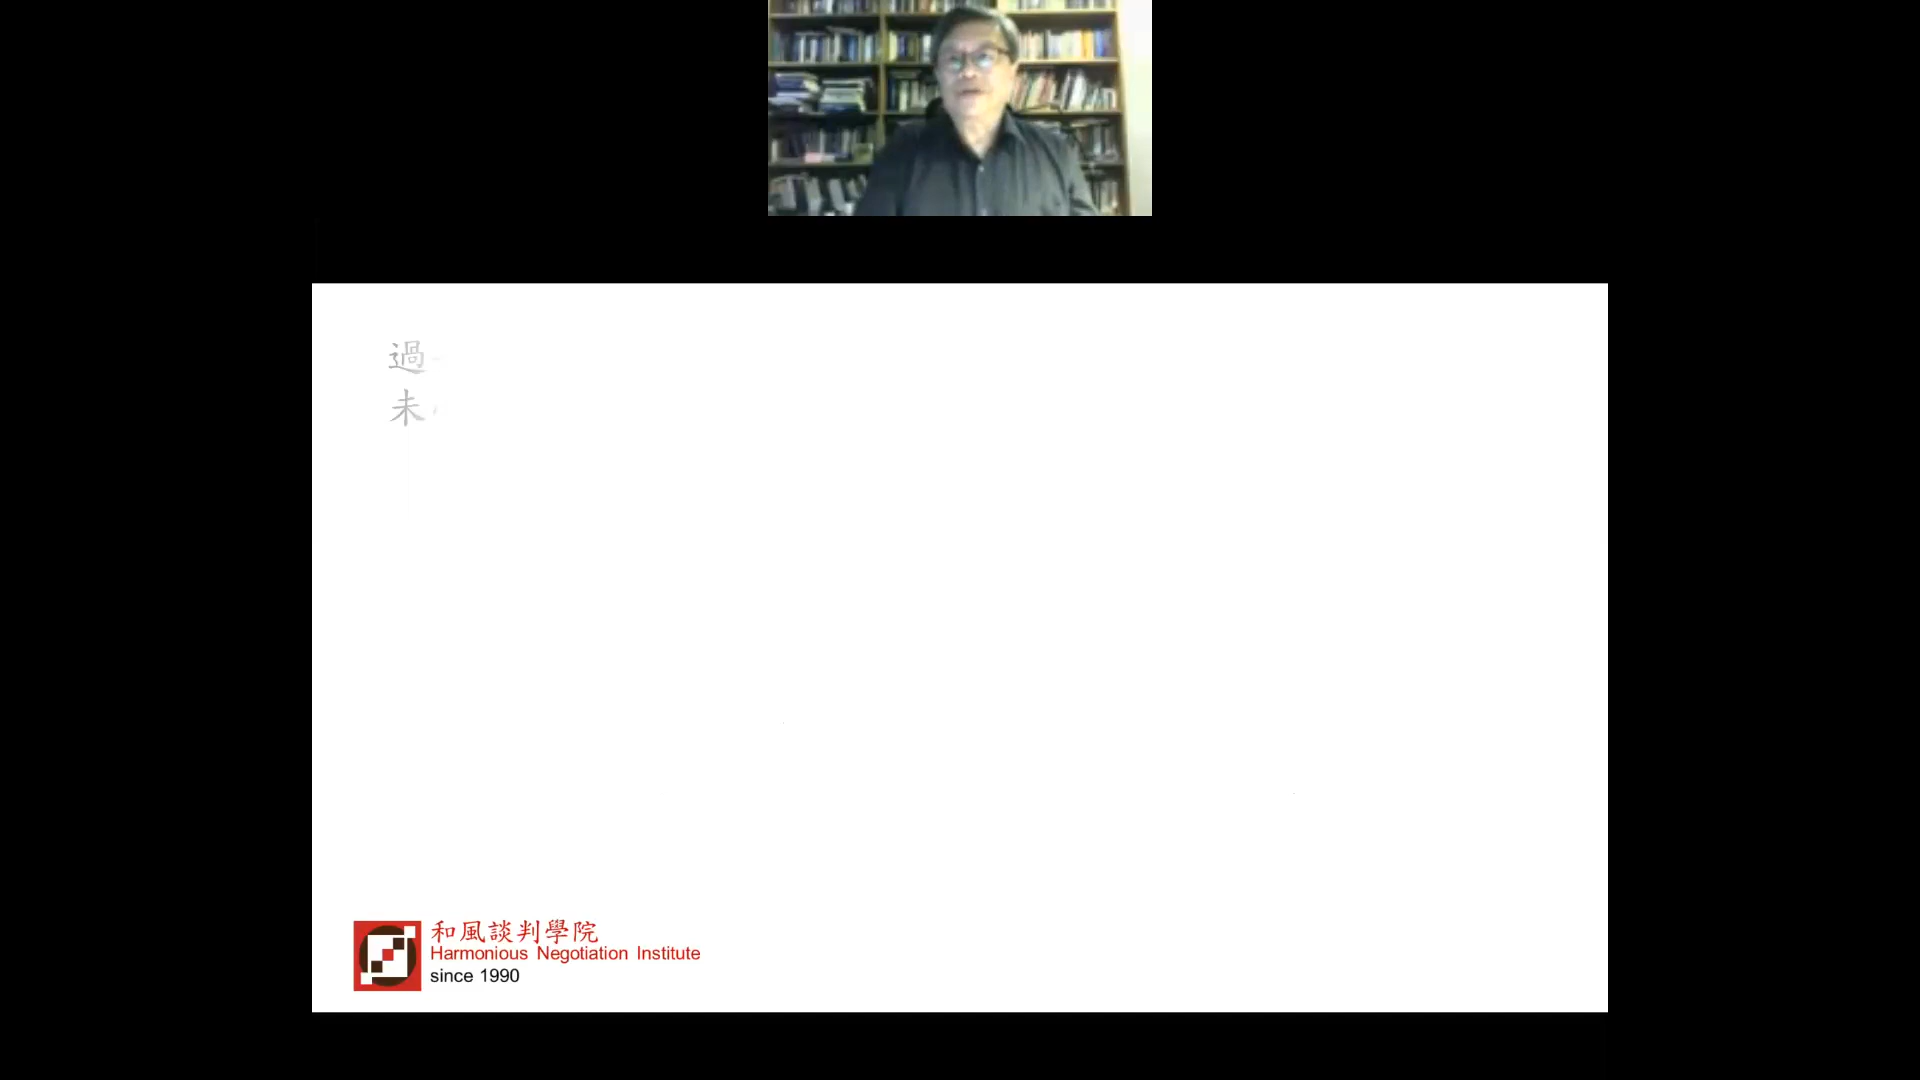 過
未
和風談判學院
Harmonious Negotiation Institute
since 1990